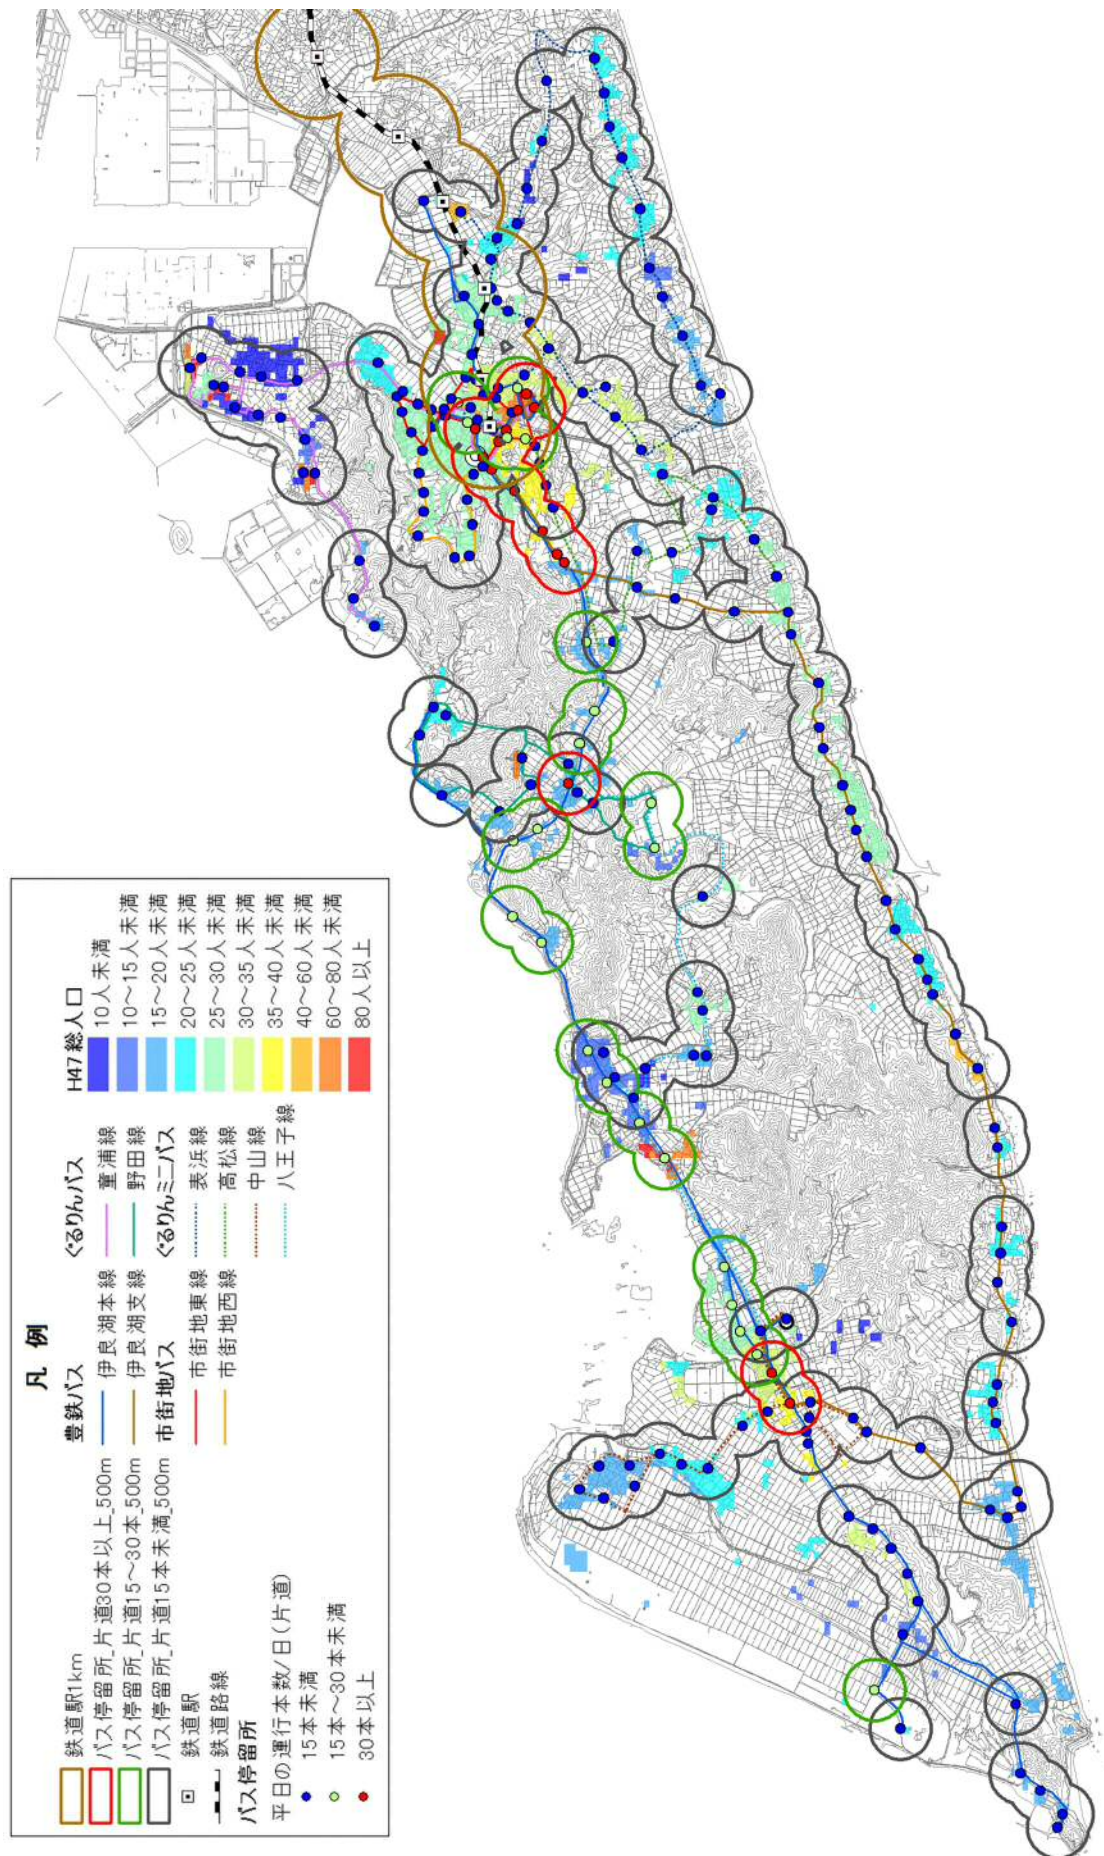 凡 例
鉄道駅1km
バス停留所_片道30本以上_500m
バス停留所_片道15～30本_500m
バス停留所_片道15本未満_500m
鉄道駅
鉄道路線
バス停留所
平日の運行本数/日(片道)
15本未満
15本～30本未満
30本以上
豊鉄バス
伊良湖本線
伊良湖支線
市街地バス
市街地東線
市街地西線
ぐるりんバス
童浦線
野田線
ぐるりんミニバス
表浜線
高松線
中山線
八王子線
H47総人口
10人未満
10～15人未満
15～20人未満
20～25人未満
25～30人未満
30～35人未満
35～40人未満
40～60人未満
60～80人未満
80人以上